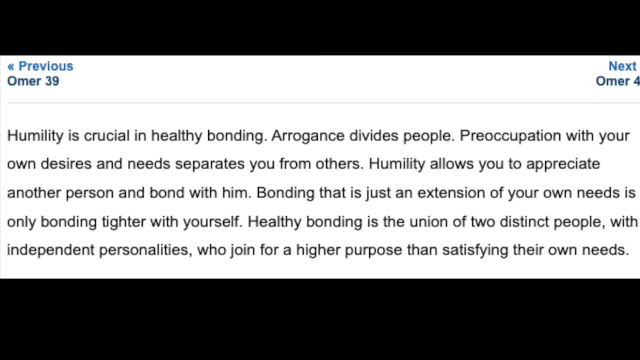 « Previous Next
Omer 39 Omer 4
Humility is crucial in healthy bonding. Arrogance divides people. Preoccupation with your
own desires and needs separates you from others. Humility allows you to appreciate
another person and bond with him. Bonding that is just an extension of your own needs is
only bonding tighter with yourself. Healthy bonding is the union of two distinct people, with
independent personalities, who join for a higher purpose than satisfying their own needs.